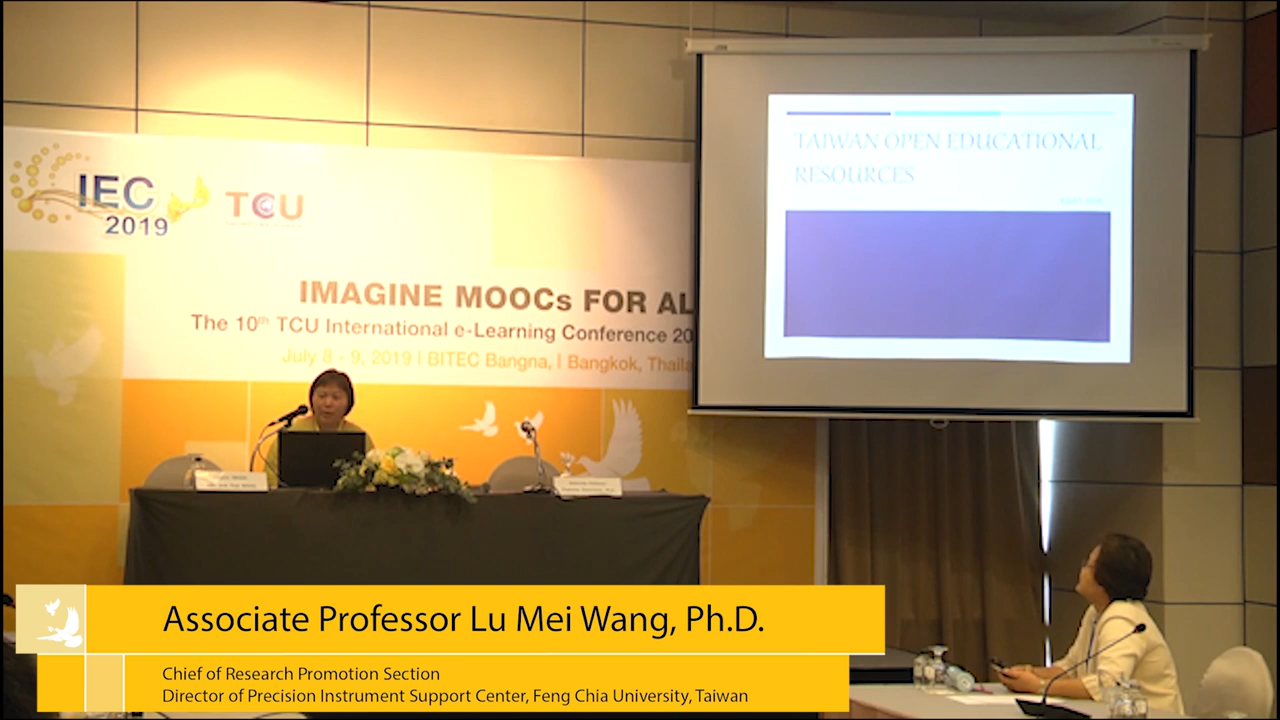 IEC
2019
TCU
IMAGINE MOOCs FOR AL
The 10th TCU International e-Learning Conference 20
July 8 - 9, 2019 | BITEC Bangna, | Bangkok, Thaila
TAIWAN OPEN EDUCATIONAL
RESOURCES
Associate Professor Lu Mei Wang, Ph.D.
Chief of Research Promotion Section
Director of Precision Instrument Support Center, Feng Chia University, Taiwan